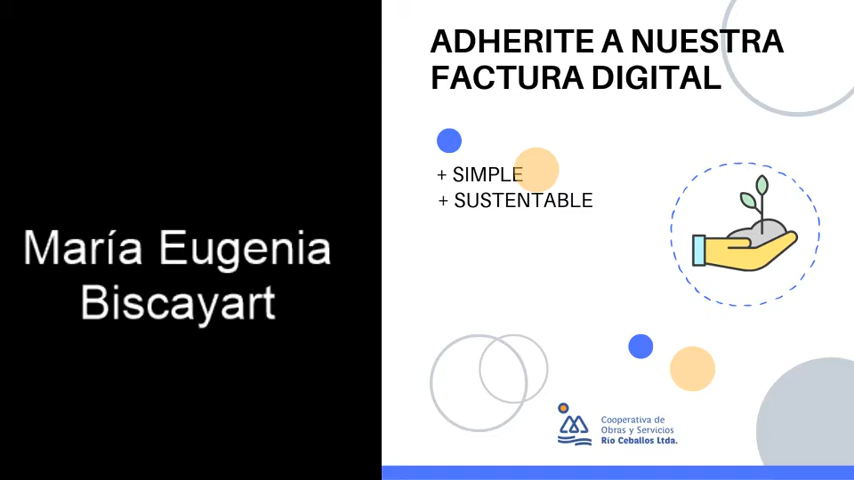 María Eugenia
Biscayart
ADHERITE A NUESTRA
FACTURA DIGITAL
+ SIMPLE
+ SUSTENTABLE
Cooperativa de
Obras y Servicios
Río Ceballos Ltda.